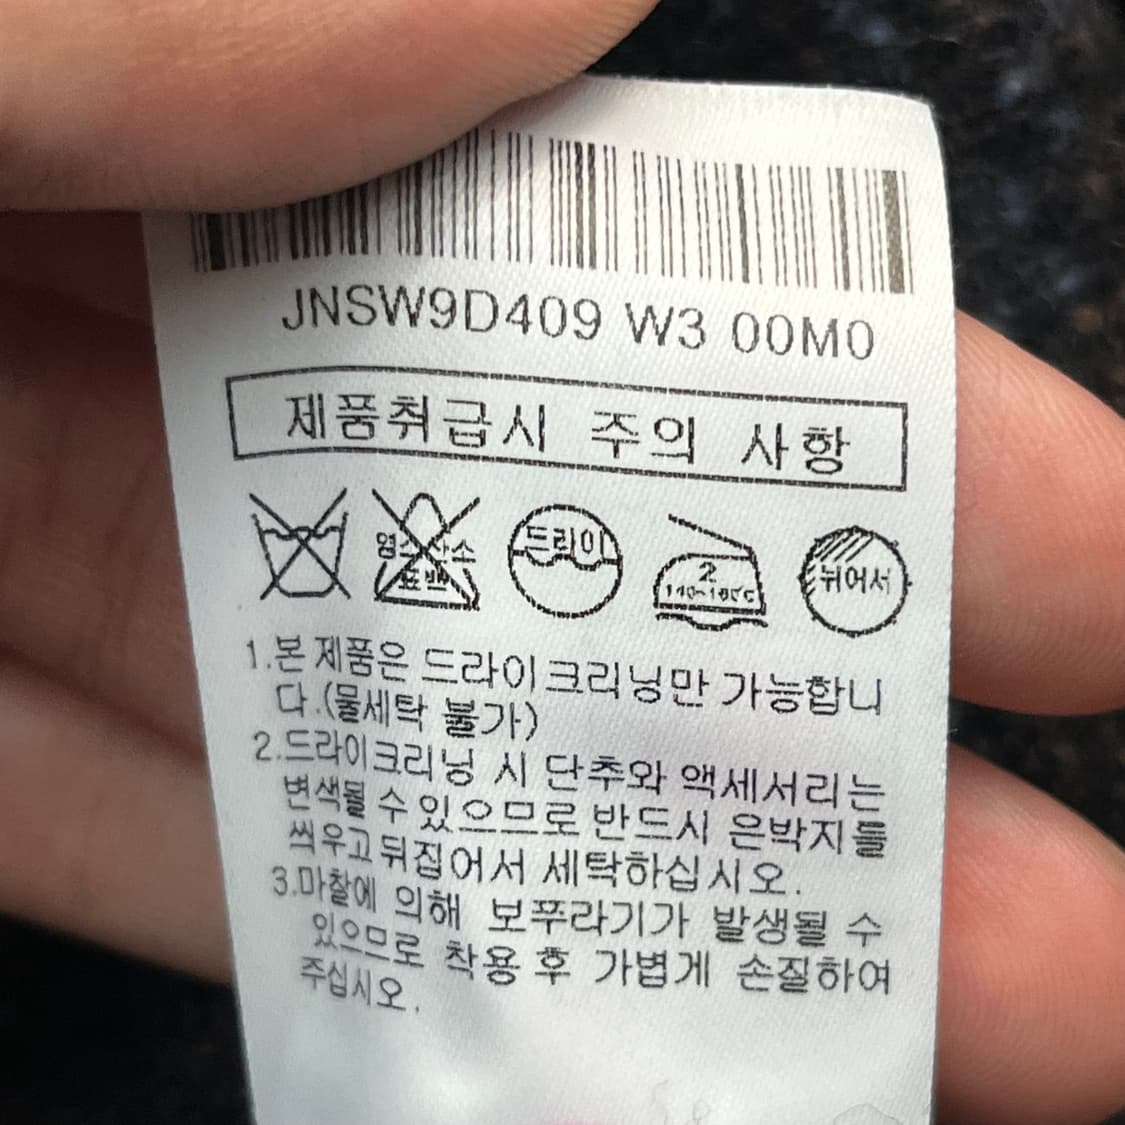 JNSW9D409 W3 00M0
제품취급시 주의 사항
염소산소
표백
드라이
2
140~160℃
뉘어서
1.본 제품은 드라이크리닝만 가능합니
다.(물세탁 불가)
2.드라이크리닝 시 단추와 액세서리는
변색될 수 있으므로 반드시 은박지를
씌우고 뒤집어서 세탁하십시오.
3.마찰에 의해 보푸라기가 발생될 수
있으므로 착용 후 가볍게 손질하여
주십시오.